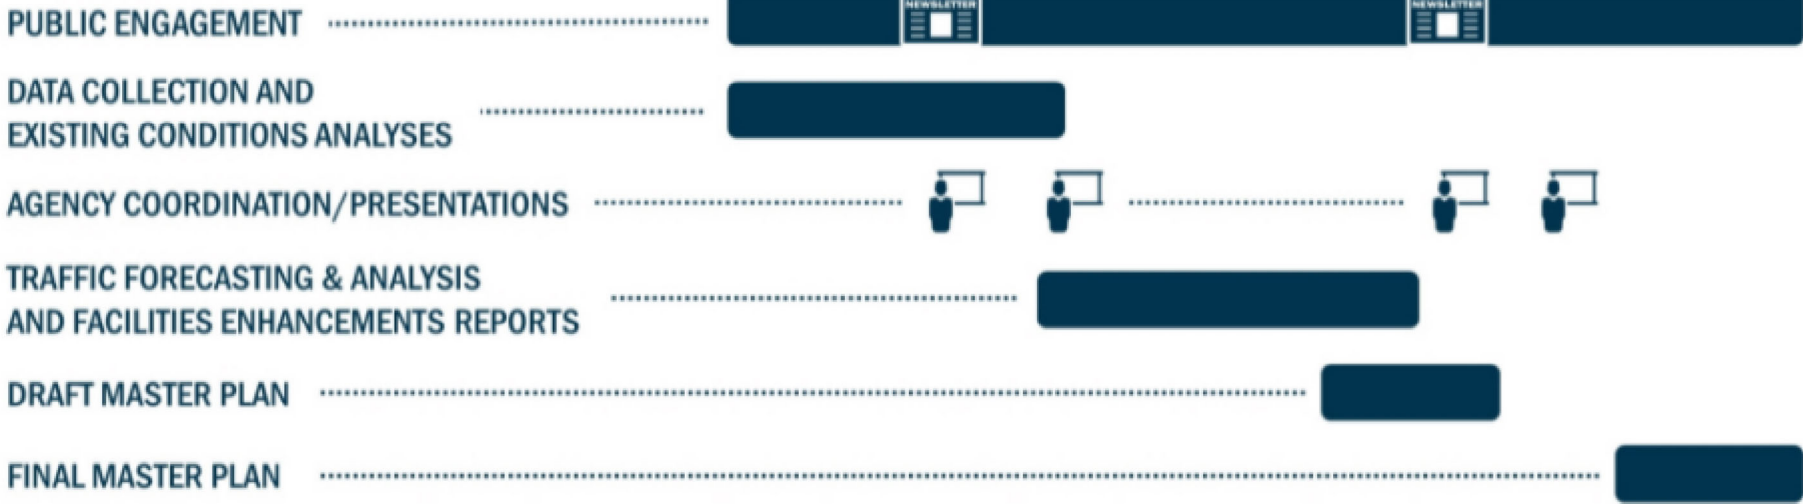 NEWSLETTER NEWSLETTER
PUBLIC ENGAGEMENT
DATA COLLECTION AND
EXISTING CONDITIONS ANALYSES
AGENCY COORDINATION/PRESENTATIONS
TRAFFIC FORECASTING & ANALYSIS
AND FACILITIES ENHANCEMENTS REPORTS
DRAFT MASTER PLAN
FINAL MASTER PLAN